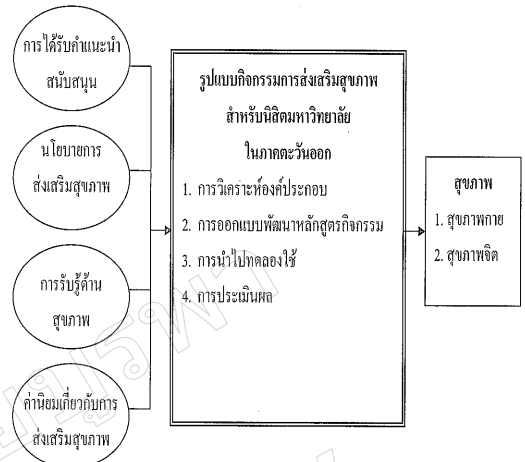 การได้รับคำแนะนำ
สนับสนุน
นโยบายการ
ส่งเสริมสุขภาพ
การรับรู้ด้าน
สุขภาพ
ค่านิยมเกี่ยวกับการ
ส่งเสริมสุขภาพ
รูปแบบกิจกรรมการส่งเสริมสุขภาพ
สำหรับนิสิตมหาวิทยาลัย
ในภาคตะวันออก
1. การวิเคราะห์องค์ประกอบ
2. การออกแบบพัฒนาหลักสูตรกิจกรรม
3. การนำไปทดลองใช้
4. การประเมินผล
สุขภาพ
1. สุขภาพกาย
2. สุขภาพจิต